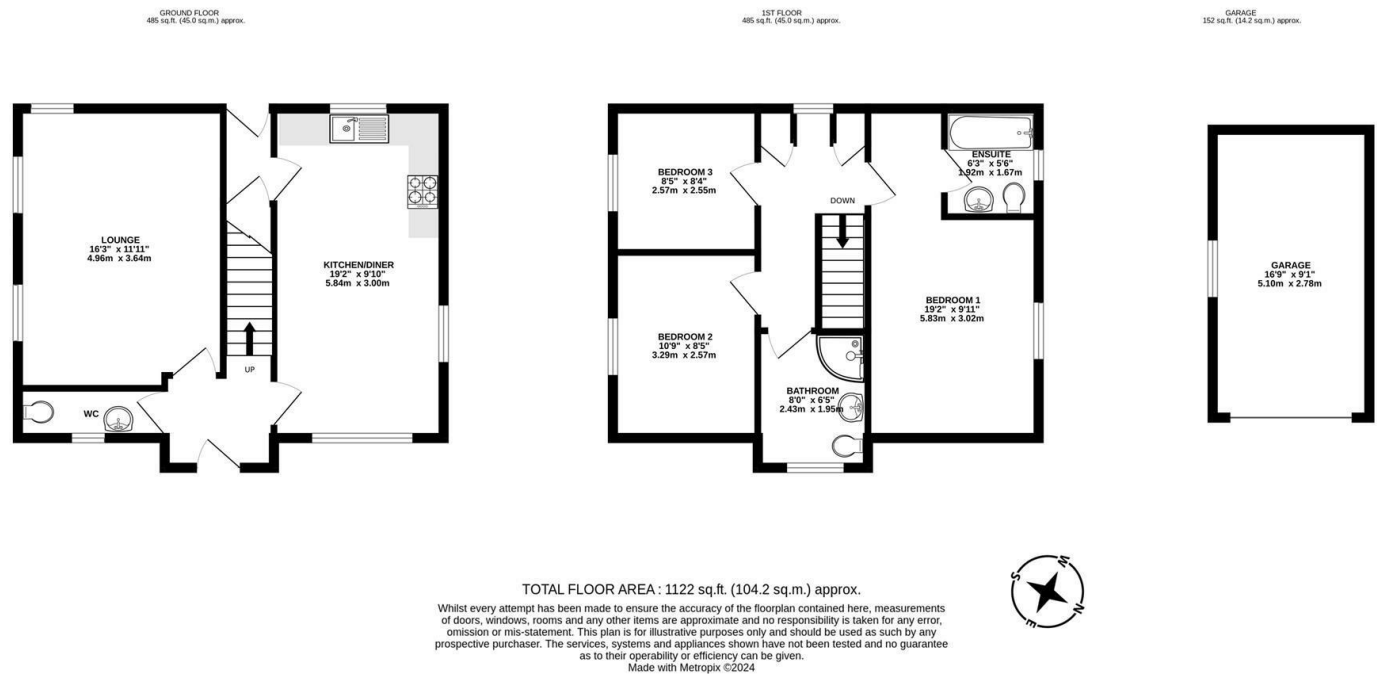 GROUND FLOOR
485 sq.ft. (45.0 sq.m.) approx.
1ST FLOOR
485 sq.ft. (45.0 sq.m.) approx.
GARAGE
152 sq.ft. (14.2 sq.m.) approx.
LOUNGE
16'3" x 11'11"
4.96m x 3.64m
KITCHEN/DINER
19'2" x 9'10"
5.84m x 3.00m
UP
WC
BEDROOM 3
8'5" x 8'4"
2.57m x 2.55m
DOWN
ENSUITE
6'3" x 5'6"
1.92m x 1.67m
BEDROOM 2
10'9" x 8'5"
3.29m x 2.57m
BEDROOM 1
19'2" x 9'11"
5.83m x 3.02m
BATHROOM
8'0" x 6'5"
2.43m x 1.95m
GARAGE
16'9" x 9'1"
5.10m x 2.78m
TOTAL FLOOR AREA : 1122 sq.ft. (104.2 sq.m.) approx.
Whilst every attempt has been made to ensure the accuracy of the floorplan contained here, measurements
of doors, windows, rooms and any other items are approximate and no responsibility is taken for any error,
omission or mis-statement. This plan is for illustrative purposes only and should be used as such by any
prospective purchaser. The services, systems and appliances shown have not been tested and no guarantee
as to their operability or efficiency can be given.
Made with Metropix ©2024
S
W
N
E